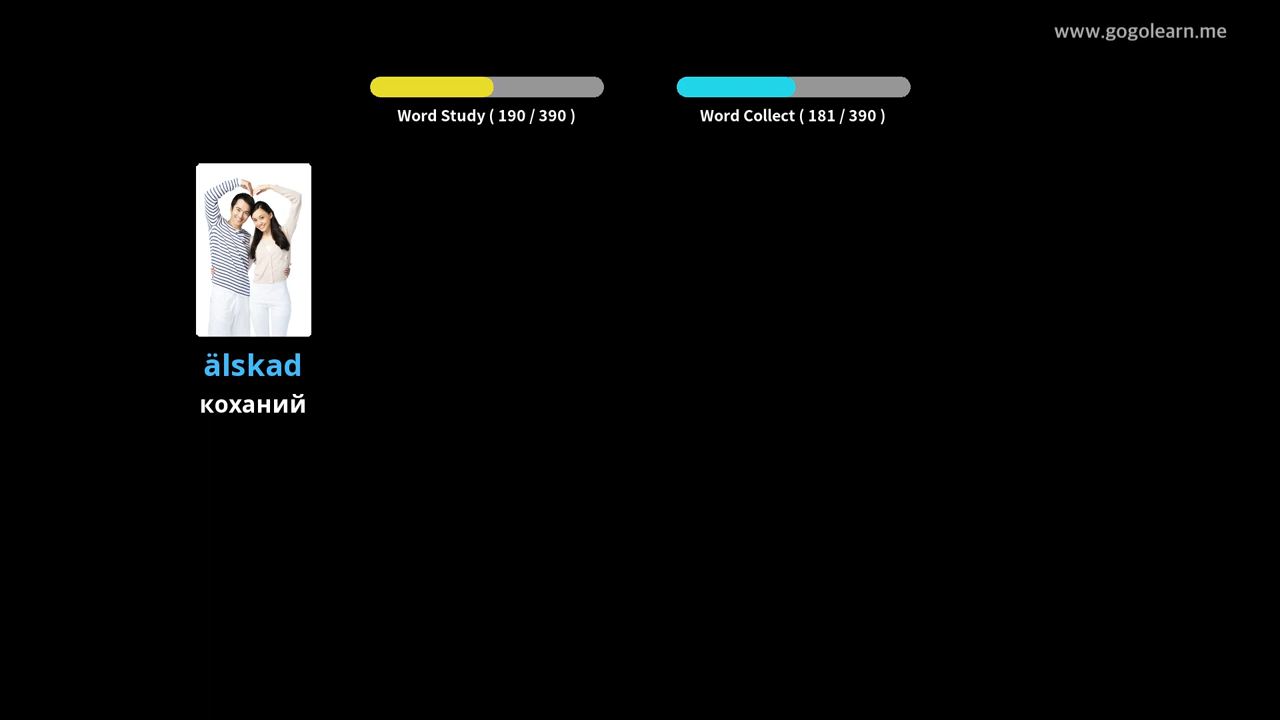 www.gogolearn.me
Word Study ( 190 / 390 )
Word Collect ( 181 / 390 )
älskad
коханий